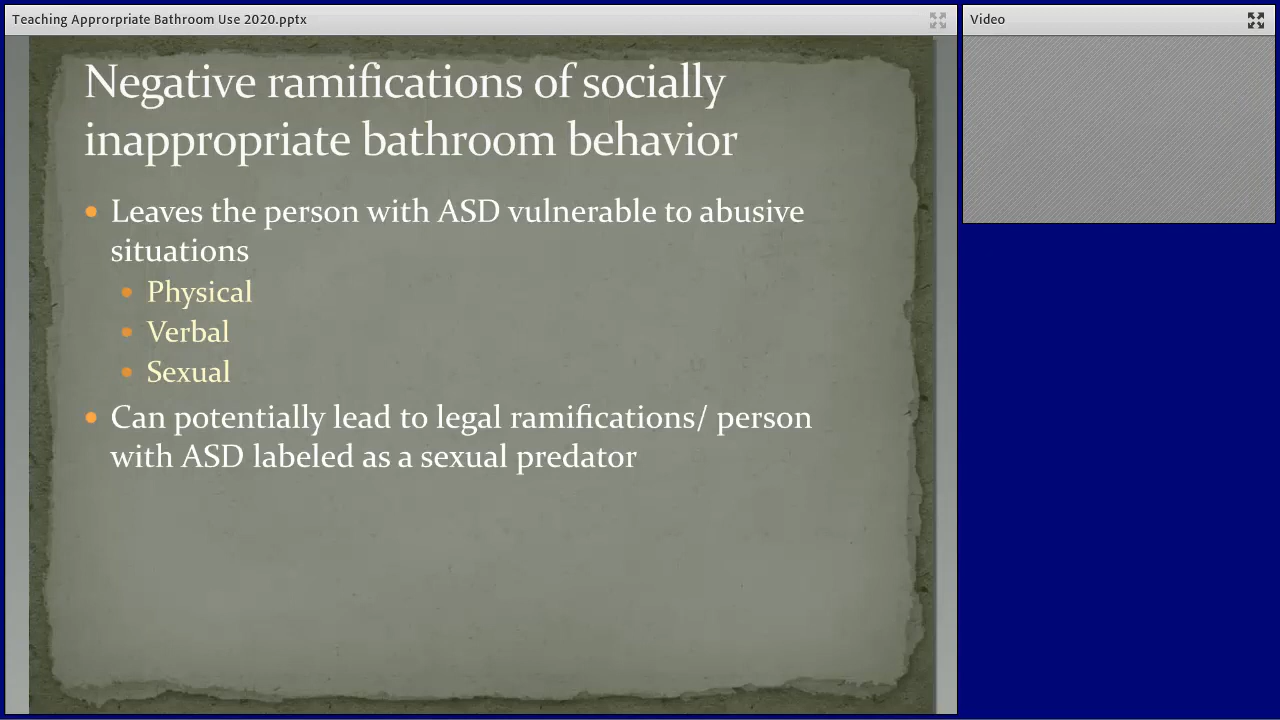 Teaching Approrpriate Bathroom Use 2020.pptx
Video
Negative ramifications of socially
inappropriate bathroom behavior
• Leaves the person with ASD vulnerable to abusive
situations
• Physical
• Verbal
• Sexual
• Can potentially lead to legal ramifications/ person
with ASD labeled as a sexual predator